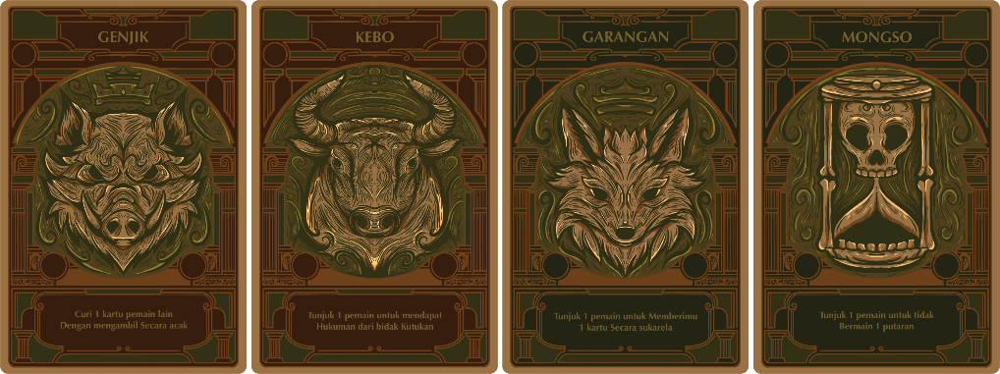 GENJIK
Curi 1 kartu pemain lain
Dengan mengambil Secara acak
KEBO
Tunjuk 1 pemain untuk mendapat
Hukuman dari bidak Kutukan
GARANGAN
Tunjuk 1 pemain untuk Memberimu
1 kartu Secara sukarela
MONGSO
Tunjuk 1 pemain untuk tidak
Bermain 1 putaran